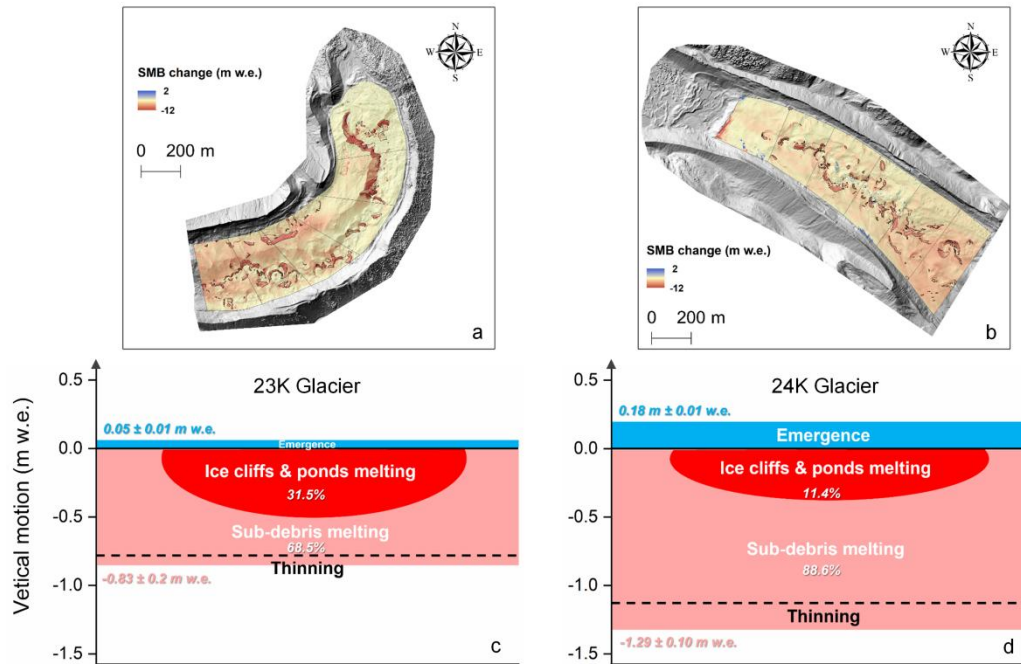 SMB change (m w.e.)
2
-12
0 200 m
N
W E
S
a
N
W E
S
SMB change (m w.e.)
2
-12
0 200 m
b
Vetical motion (m w.e.)
0.5
0.0
-0.5
-1.0
-1.5
23K Glacier
0.05 ± 0.01 m w.e.
Emergence
Ice cliffs & ponds melting
31.5%
Sub-debris melting
68.5%
Thinning
-0.83 ± 0.2 m w.e.
c
0.5
0.0
-0.5
-1.0
-1.5
24K Glacier
0.18 m ± 0.01 w.e.
Emergence
Ice cliffs & ponds melting
11.4%
Sub-debris melting
88.6%
Thinning
-1.29 ± 0.10 m w.e.
d